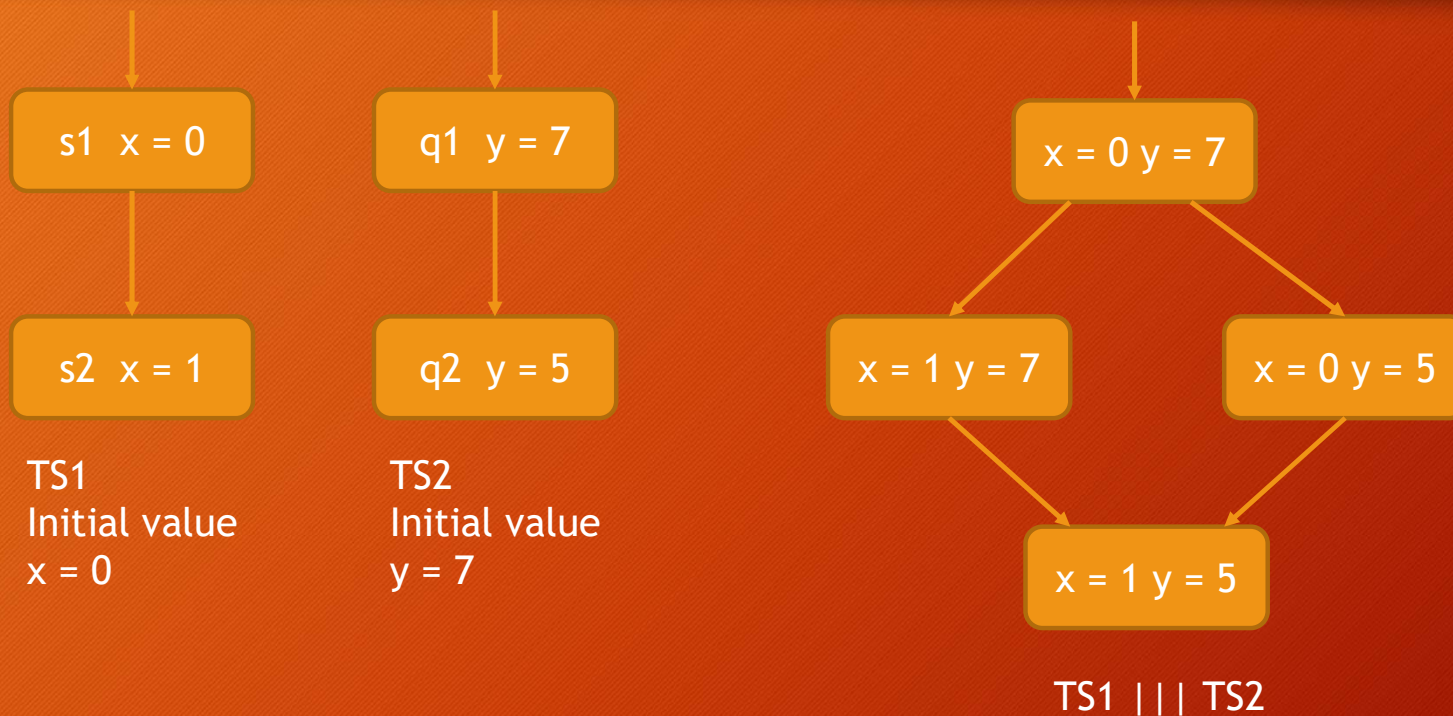 s1 x = 0
q1 y = 7
x = 0 y = 7
s2 x = 1
q2 y = 5
x = 1 y = 7
x = 0 y = 5
TS1
Initial value
x = 0
TS2
Initial value
y = 7
x = 1 y = 5
TS1 ||| TS2